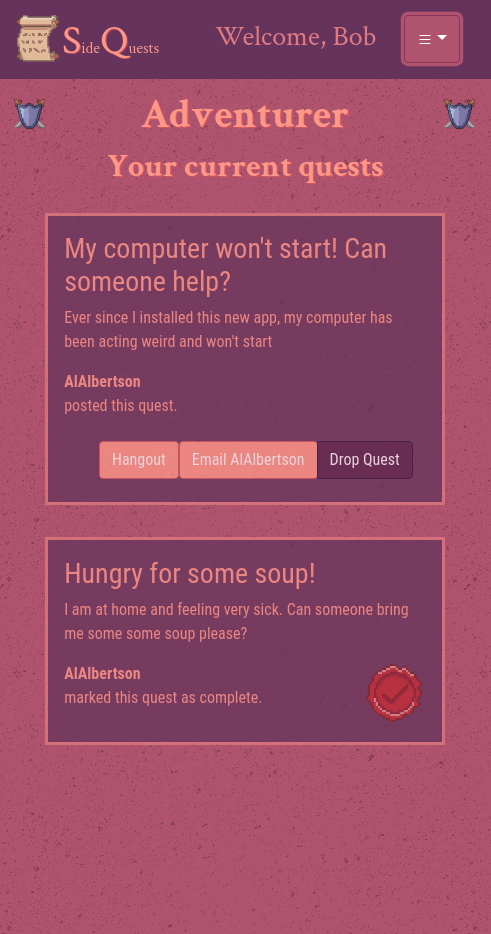 SideQuests
Welcome, Bob
Adventurer
Your current quests
My computer won't start! Can
someone help?
Ever since I installed this new app, my computer has
been acting weird and won't start
AlAlbertson
posted this quest.
Hangout
Email AlAlbertson
Drop Quest
Hungry for some soup!
I am at home and feeling very sick. Can someone bring
me some some soup please?
AlAlbertson
marked this quest as complete.